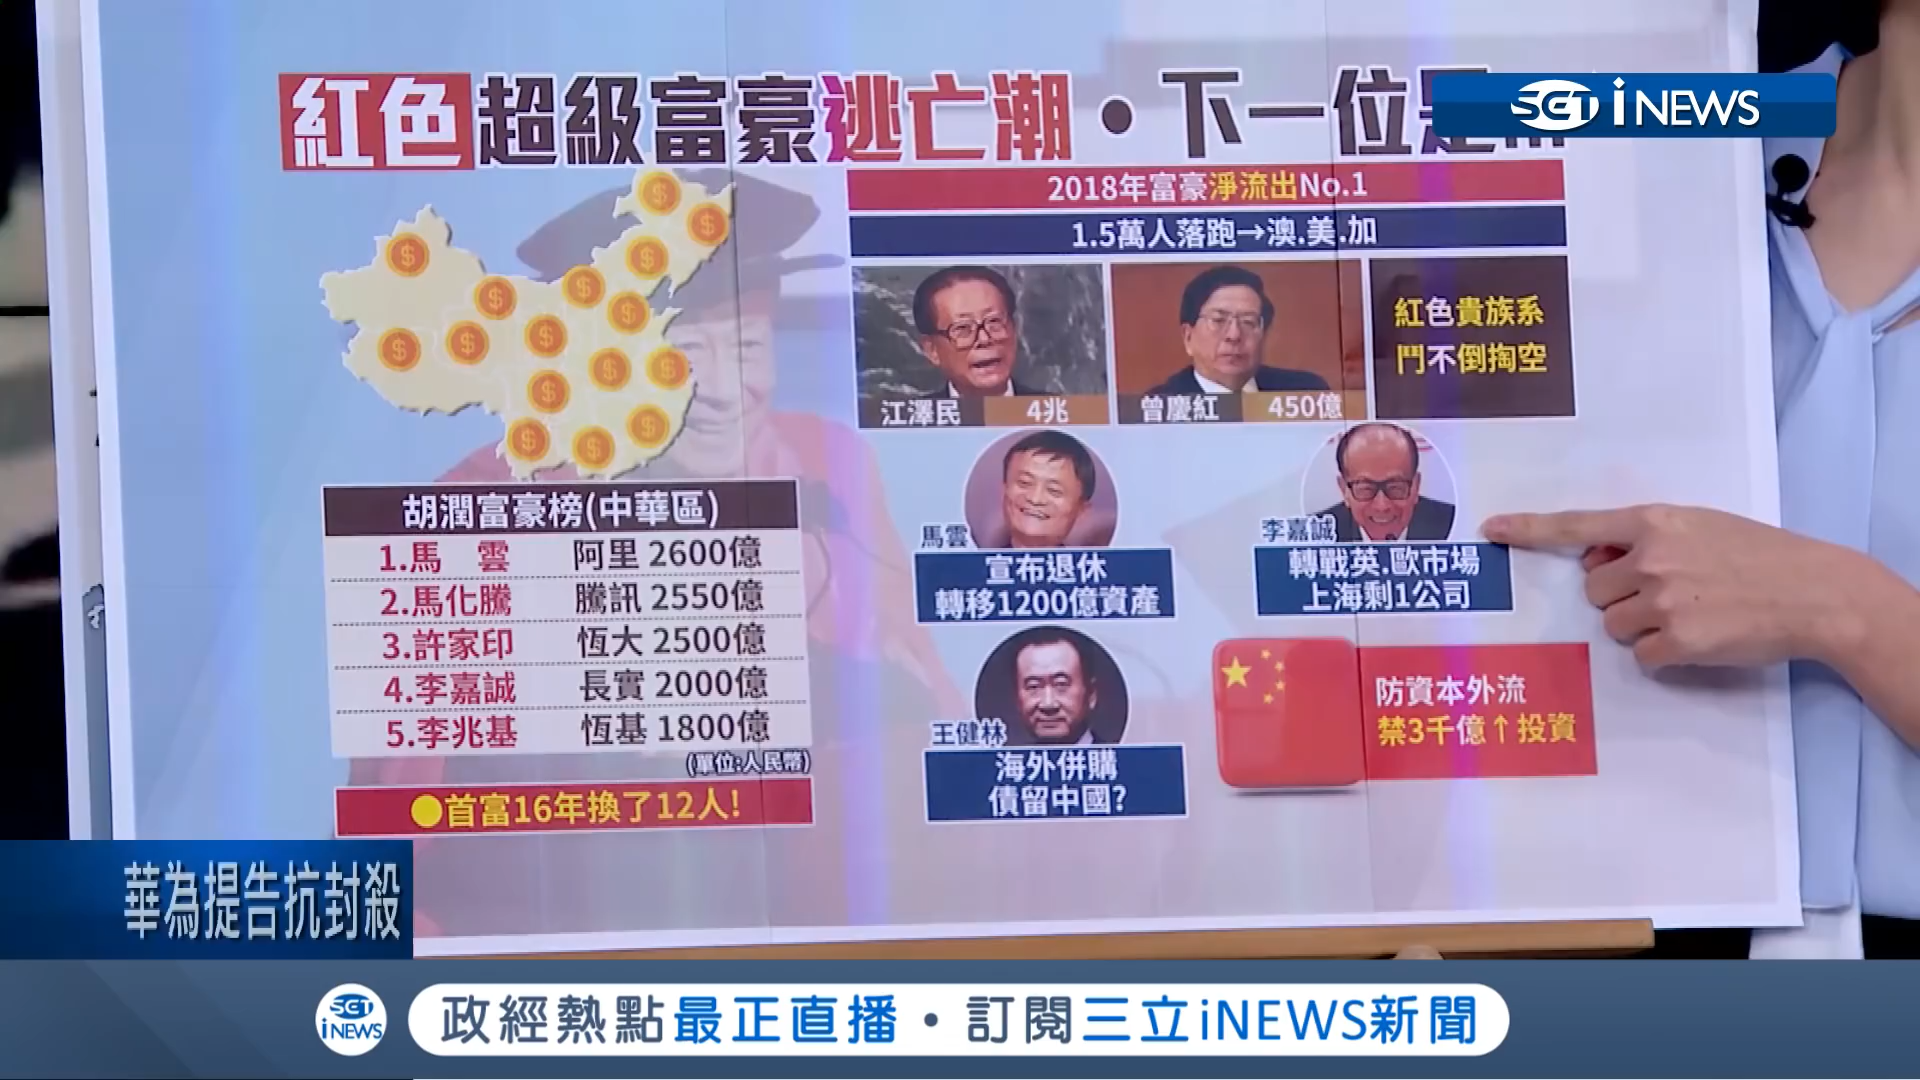 紅色超級富豪逃亡潮・下一位是
SET iNEWS
2018年富豪淨流出No.1
1.5萬人落跑→澳.美.加
江澤民 4兆
曾慶紅 450億
紅色貴族系
鬥不倒掏空
馬雲
宣布退休
轉移1200億資產
李嘉誠
轉戰英.歐市場
上海剩1公司
王健林
海外併購
債留中國?
防資本外流
禁3千億↑投資
胡潤富豪榜(中華區)
1.馬 雲 阿里 2600億
2.馬化騰 騰訊 2550億
3.許家印 恆大 2500億
4.李嘉誠 長實 2000億
5.李兆基 恆基 1800億
(單位:人民幣)
●首富16年換了12人!
華為提告抗封殺
SET iNEWS
政經熱點最正直播・訂閱三立iNEWS新聞